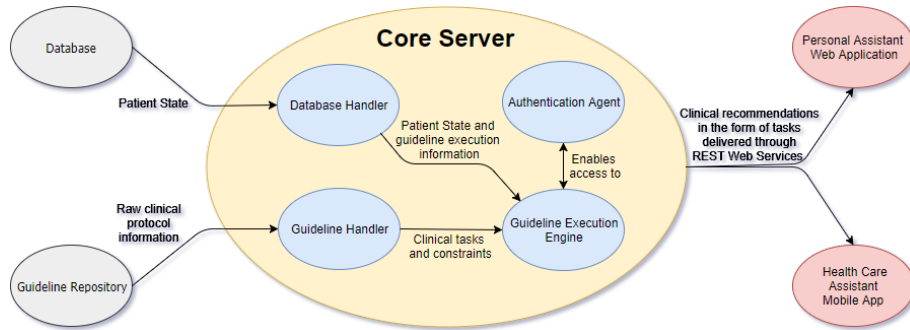 Core Server
Database
Patient State
Database Handler
Authentication Agent
Personal Assistant
Web Application
Patient State and
guideline execution
information
Enables
access to
Clinical recommendations
in the form of tasks
delivered through
REST Web Services
Raw clinical
protocol
information
Guideline Handler
Clinical tasks
and constraints
Guideline Execution
Engine
Guideline Repository
Health Care
Assistant
Mobile App